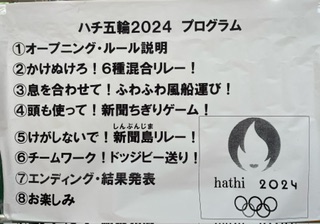 ハチ五輪2024 プログラム
①オープニング・ルール説明
②かけぬけろ！6種混合リレー！
③息を合わせて！ふわふわ風船運び！
④頭も使って！新聞ちぎりゲーム！
しんぶんじま
⑤けがしないで！新聞島リレー！
⑥チームワーク！ドッジビー送り！
⑦エンディング・結果発表
⑧お楽しみ
hathi 2024